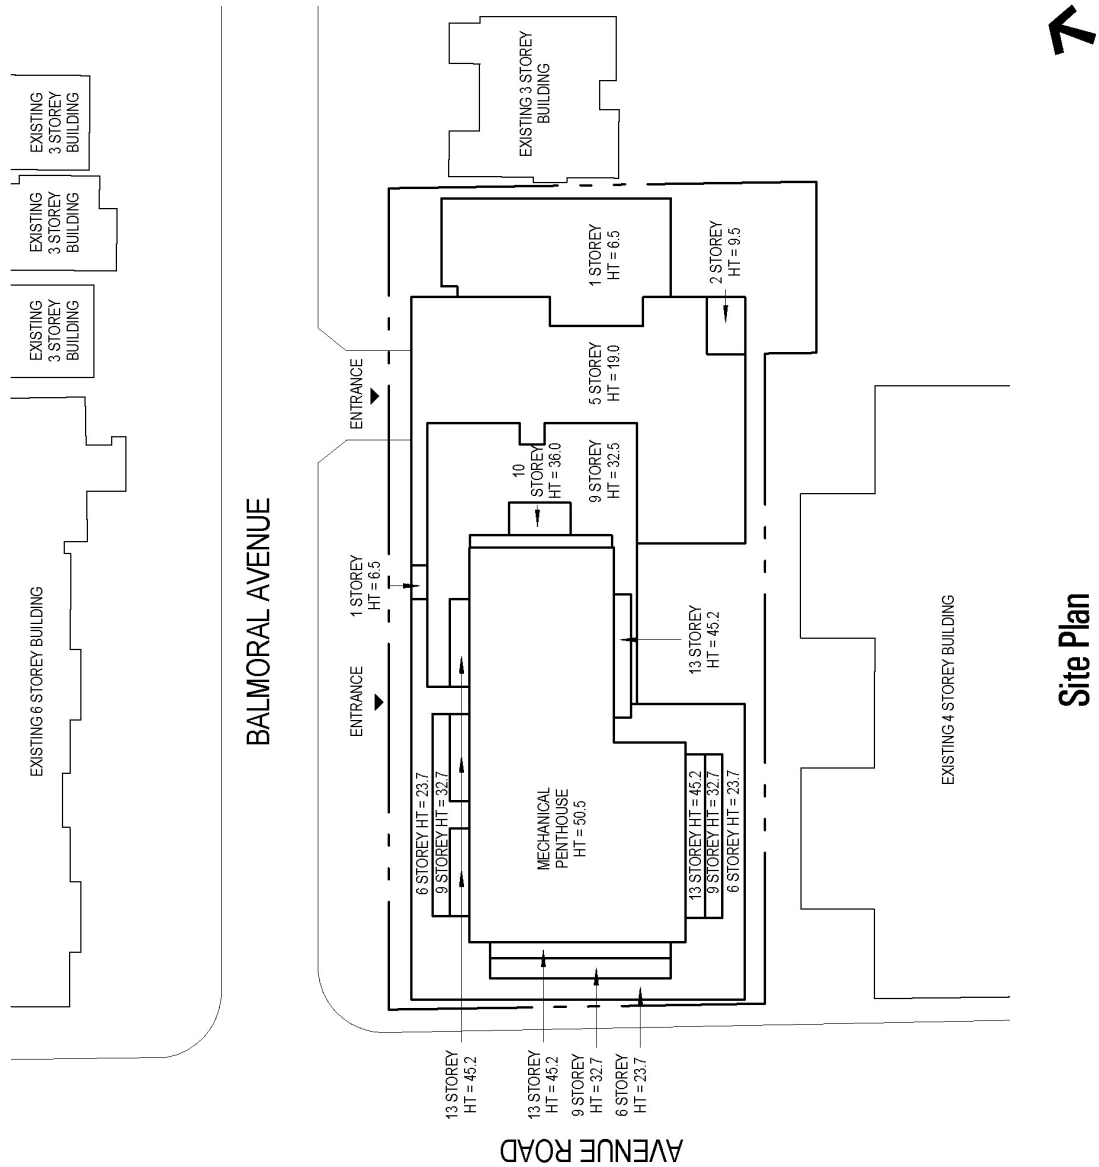 EXISTING
3 STOREY
BUILDING
EXISTING
3 STOREY
BUILDING
EXISTING
3 STOREY
BUILDING
EXISTING 6 STOREY BUILDING
BALMORAL AVENUE
EXISTING 3 STOREY
BUILDING
1 STOREY
HT = 6.5
2 STOREY
HT = 9.5
5 STOREY
HT = 19.0
ENTRANCE
10
STOREY
HT = 36.0
9 STOREY
HT = 32.5
1 STOREY
HT = 6.5
ENTRANCE
13 STOREY
HT = 45.2
MECHANICAL
PENTHOUSE
HT = 50.5
6 STOREY HT = 23.7
9 STOREY HT = 32.7
13 STOREY HT = 45.2
9 STOREY HT = 32.7
6 STOREY HT = 23.7
13 STOREY
HT = 45.2
13 STOREY
HT = 45.2
9 STOREY
HT = 32.7
6 STOREY
HT = 23.7
EXISTING 4 STOREY BUILDING
AVENUE ROAD
Site Plan